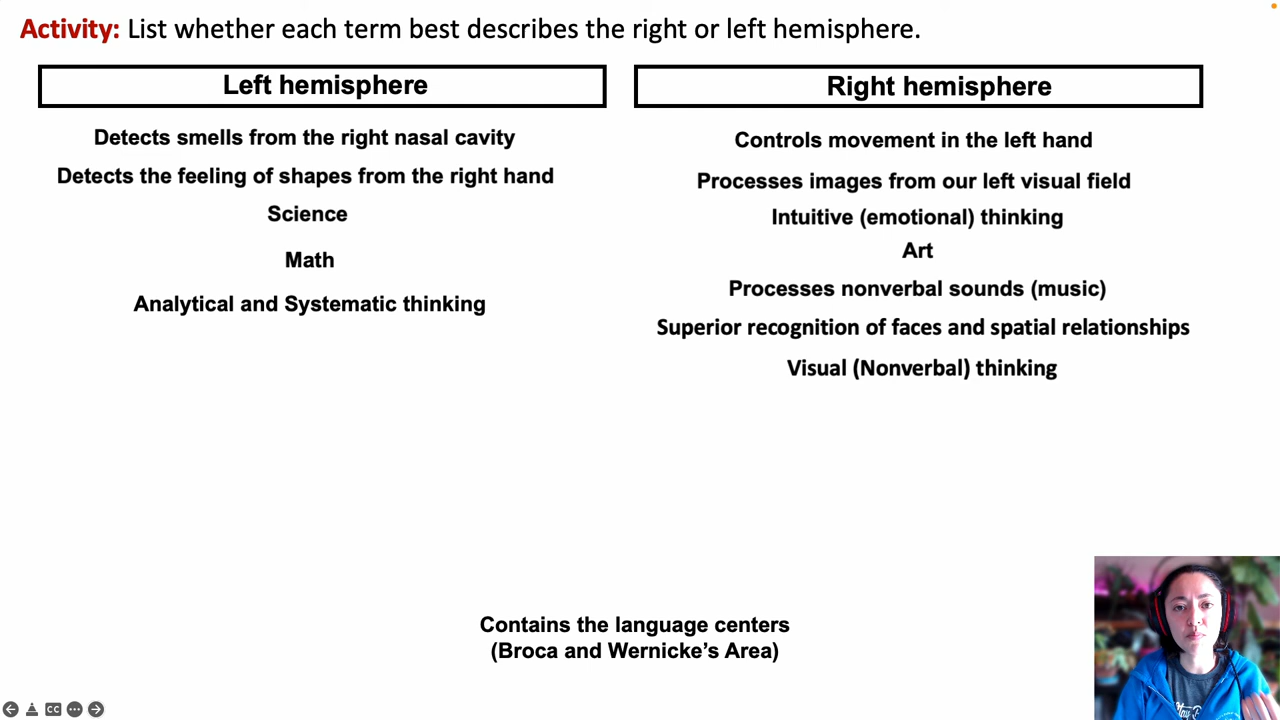 Activity: List whether each term best describes the right or left hemisphere.
Left hemisphere
Detects smells from the right nasal cavity
Detects the feeling of shapes from the right hand
Science
Math
Analytical and Systematic thinking
Right hemisphere
Controls movement in the left hand
Processes images from our left visual field
Intuitive (emotional) thinking
Art
Processes nonverbal sounds (music)
Superior recognition of faces and spatial relationships
Visual (Nonverbal) thinking
Contains the language centers
(Broca and Wernicke’s Area)
CC